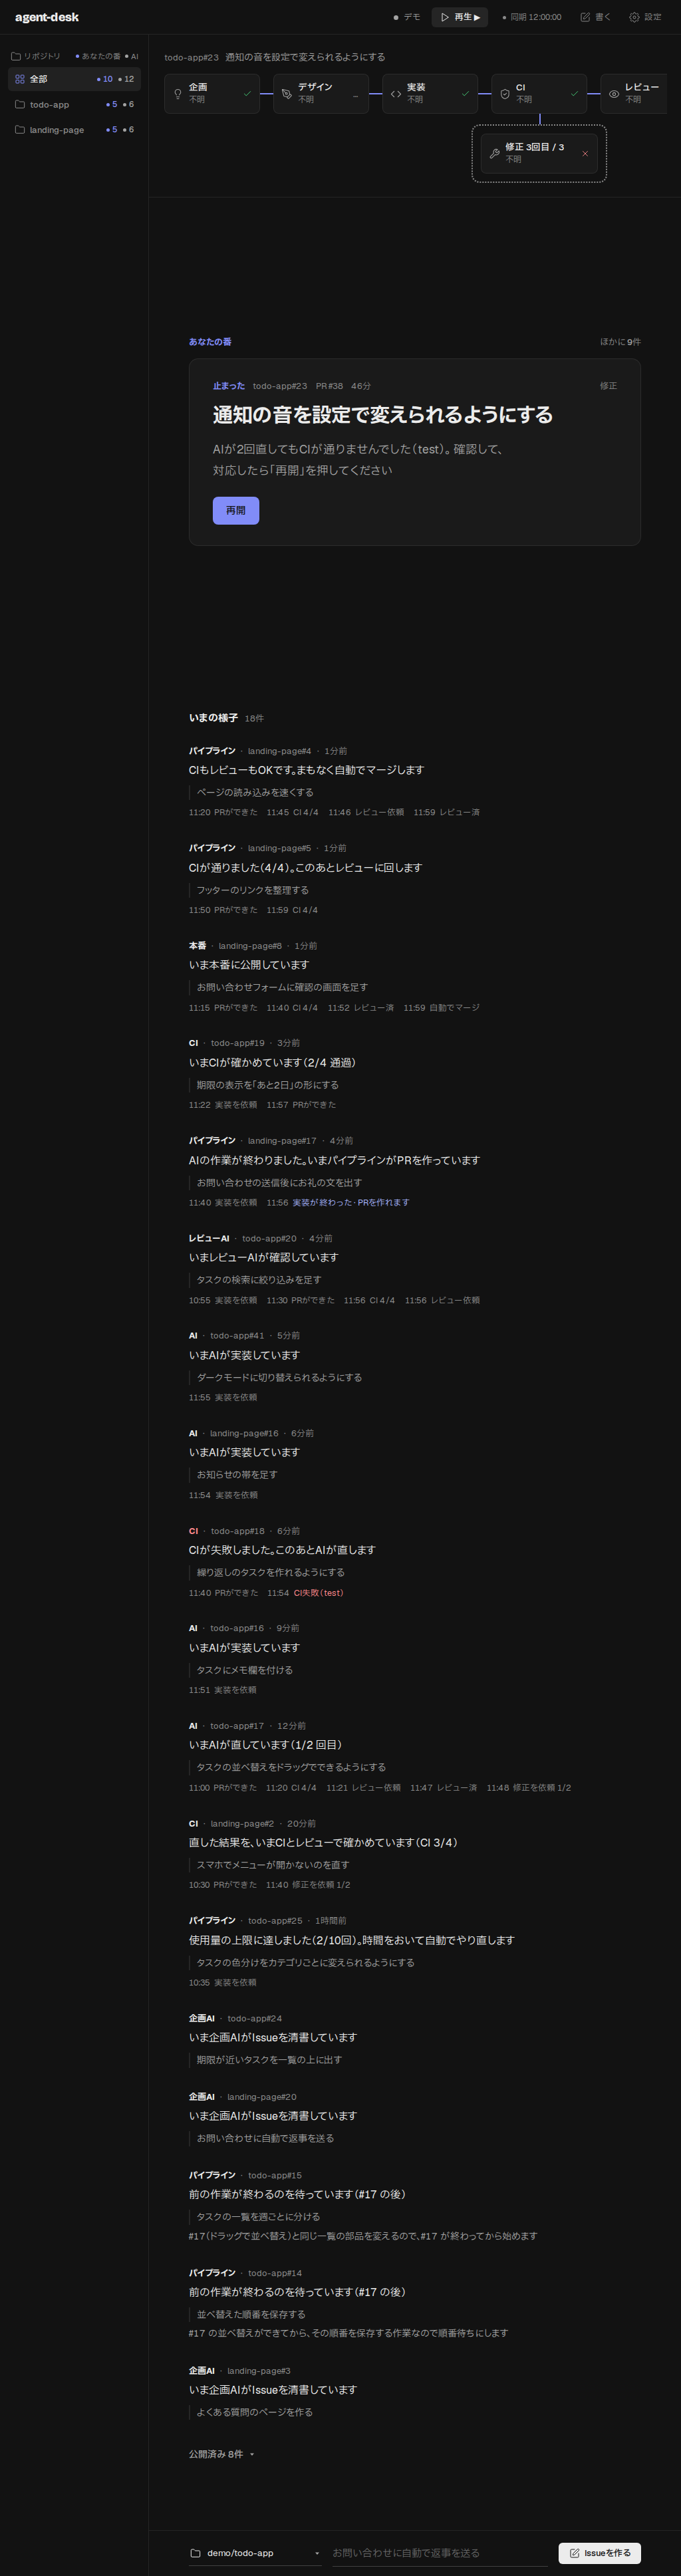 agent-desk
デモ
再生 ▶
同期 12:00:00
書く
設定
リポジトリ
あなたの番 AI
全部 10 12
todo-app 5 6
landing-page 5 6
todo-app#23 通知の音を設定で変えられるようにする
企画
不明
デザイン
不明
実装
不明
CI
不明
レビュー
不明
修正 3回目 / 3
不明
あなたの番
ほかに 9件
止まった todo-app#23 PR #38 46分 修正
通知の音を設定で変えられるようにする
AIが2回直してもCIが通りませんでした（test）。確認して、
対応したら「再開」を押してください
再開
いまの様子 18件
パイプライン · landing-page#4 · 1分前
CIもレビューもOKです。まもなく自動でマージします
ページの読み込みを速くする
11:20 PRができた 11:45 CI 4/4 11:46 レビュー依頼 11:59 レビュー済
パイプライン · landing-page#5 · 1分前
CIが通りました（4/4）。このあとレビューに回します
フッターのリンクを整理する
11:50 PRができた 11:59 CI 4/4
本番 · landing-page#8 · 1分前
いま本番に公開しています
お問い合わせフォームに確認の画面を足す
11:15 PRができた 11:40 CI 4/4 11:52 レビュー済 11:59 自動でマージ
CI · todo-app#19 · 3分前
いまCIが確かめています（2/4 通過）
期限の表示を「あと2日」の形にする
11:22 実装を依頼 11:57 PRができた
パイプライン · landing-page#17 · 4分前
AIの作業が終わりました。いまパイプラインがPRを作っています
お問い合わせの送信後にお礼の文を出す
11:40 実装を依頼 11:56 実装が終わった · PRを作れます
レビューAI · todo-app#20 · 4分前
いまレビューAIが確認しています
タスクの検索に絞り込みを足す
10:55 実装を依頼 11:30 PRができた 11:56 CI 4/4 11:56 レビュー依頼
AI · todo-app#41 · 5分前
いまAIが実装しています
ダークモードに切り替えられるようにする
11:55 実装を依頼
AI · landing-page#16 · 6分前
いまAIが実装しています
お知らせの帯を足す
11:54 実装を依頼
CI · todo-app#18 · 6分前
CIが失敗しました。このあとAIが直します
繰り返しのタスクを作れるようにする
11:40 PRができた 11:54 CI失敗（test）
AI · todo-app#16 · 9分前
いまAIが実装しています
タスクにメモ欄を付ける
11:51 実装を依頼
AI · todo-app#17 · 12分前
いまAIが直しています（1/2 回目）
タスクの並べ替えをドラッグでできるようにする
11:00 PRができた 11:20 CI 4/4 11:21 レビュー依頼 11:47 レビュー済 11:48 修正を依頼 1/2
CI · landing-page#2 · 20分前
直した結果を、いまCIとレビューで確かめています（CI 3/4）
スマホでメニューが開かないのを直す
10:30 PRができた 11:40 修正を依頼 1/2
パイプライン · todo-app#25 · 1時間前
使用量の上限に達しました（2/10回）。時間をおいて自動でやり直します
タスクの色分けをカテゴリごとに変えられるようにする
10:35 実装を依頼
企画AI · todo-app#24
いま企画AIがIssueを清書しています
期限が近いタスクを一覧の上に出す
企画AI · landing-page#20
いま企画AIがIssueを清書しています
お問い合わせに自動で返事を送る
パイプライン · todo-app#15
前の作業が終わるのを待っています（#17 の後）
タスクの一覧を週ごとに分ける
#17（ドラッグで並べ替え）と同じ一覧の部品を変えるので、#17 が終わってから始めます
パイプライン · todo-app#14
前の作業が終わるのを待っています（#17 の後）
並べ替えた順番を保存する
#17 の並べ替えができてから、その順番を保存する作業なので順番待ちにします
企画AI · landing-page#3
いま企画AIがIssueを清書しています
よくある質問のページを作る
公開済み 8件
demo/todo-app
お問い合わせに自動で返事を送る
Issueを作る